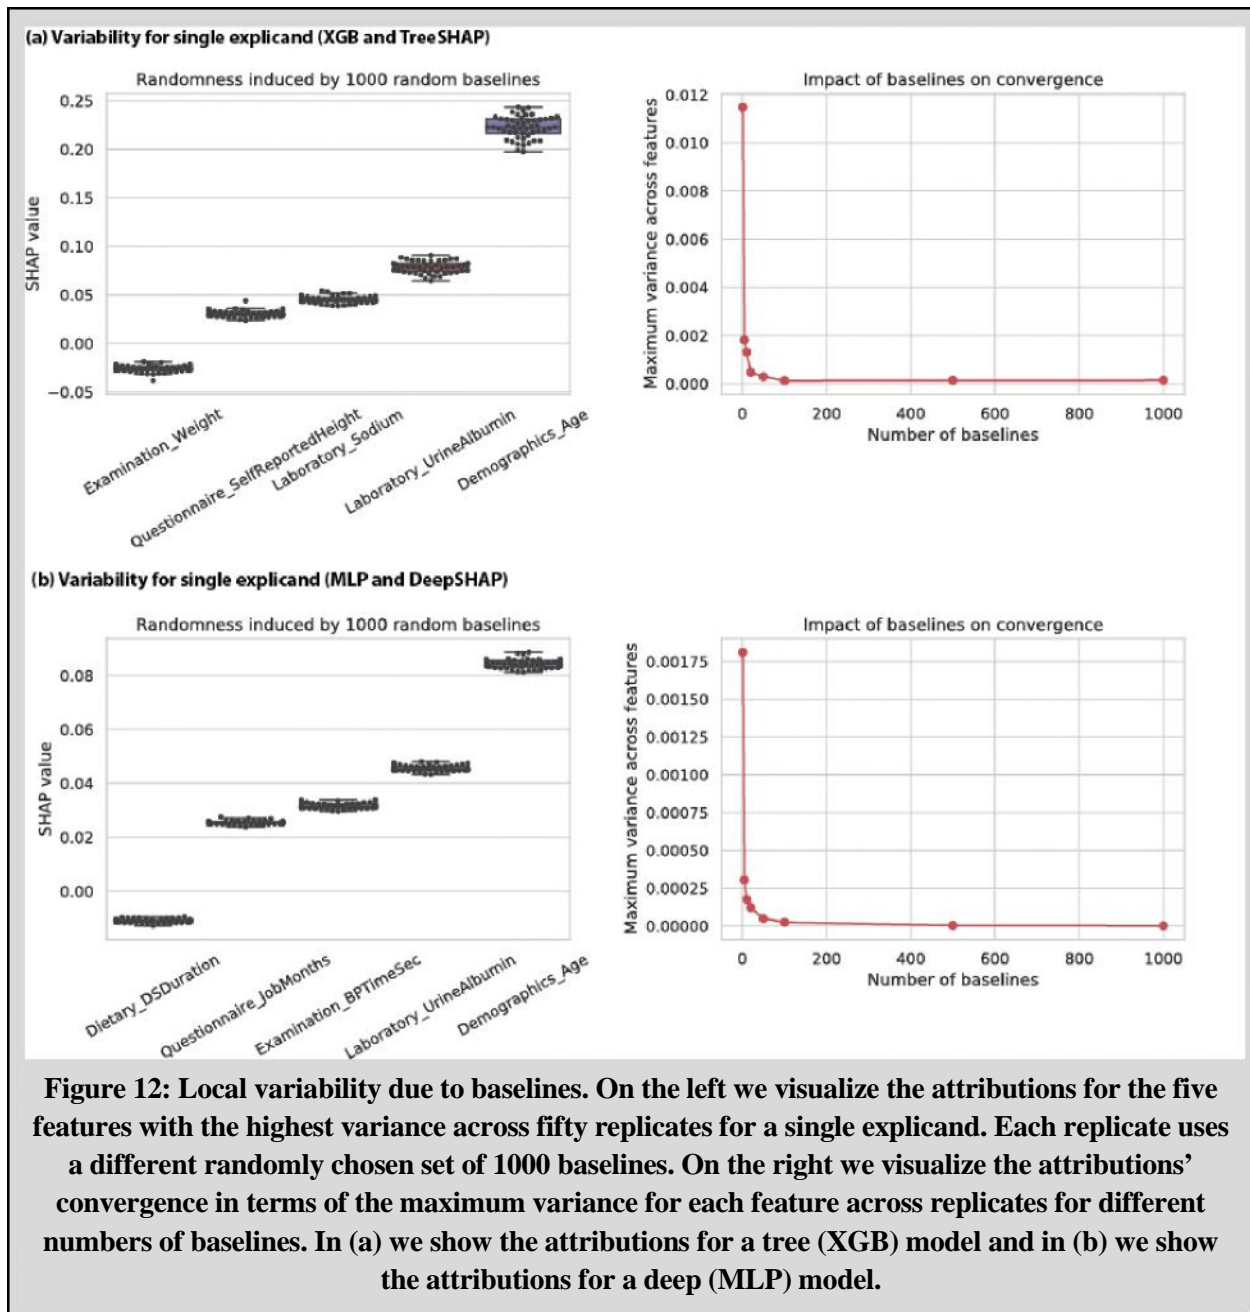 (a) Variability for single explicand (XGB and TreeSHAP)
Randomness induced by 1000 random baselines
SHAP value
0.25
0.20
0.15
0.10
0.05
0.00
−0.05
Examination_Weight
Questionnaire_SelfReportedHeight
Laboratory_Sodium
Laboratory_UrineAlbumin
Demographics_Age
Impact of baselines on convergence
Maximum variance across features
0.012
0.010
0.008
0.006
0.004
0.002
0.000
0 200 400 600 800 1000
Number of baselines
(b) Variability for single explicand (MLP and DeepSHAP)
Randomness induced by 1000 random baselines
SHAP value
0.08
0.06
0.04
0.02
0.00
Dietary_DSDuration
Questionnaire_JobMonths
Examination_BPTimeSec
Laboratory_UrineAlbumin
Demographics_Age
Impact of baselines on convergence
Maximum variance across features
0.00175
0.00150
0.00125
0.00100
0.00075
0.00050
0.00025
0.00000
0 200 400 600 800 1000
Number of baselines
Figure 12: Local variability due to baselines. On the left we visualize the attributions for the five
features with the highest variance across fifty replicates for a single explicand. Each replicate uses
a different randomly chosen set of 1000 baselines. On the right we visualize the attributions’
convergence in terms of the maximum variance for each feature across replicates for different
numbers of baselines. In (a) we show the attributions for a tree (XGB) model and in (b) we show
the attributions for a deep (MLP) model.